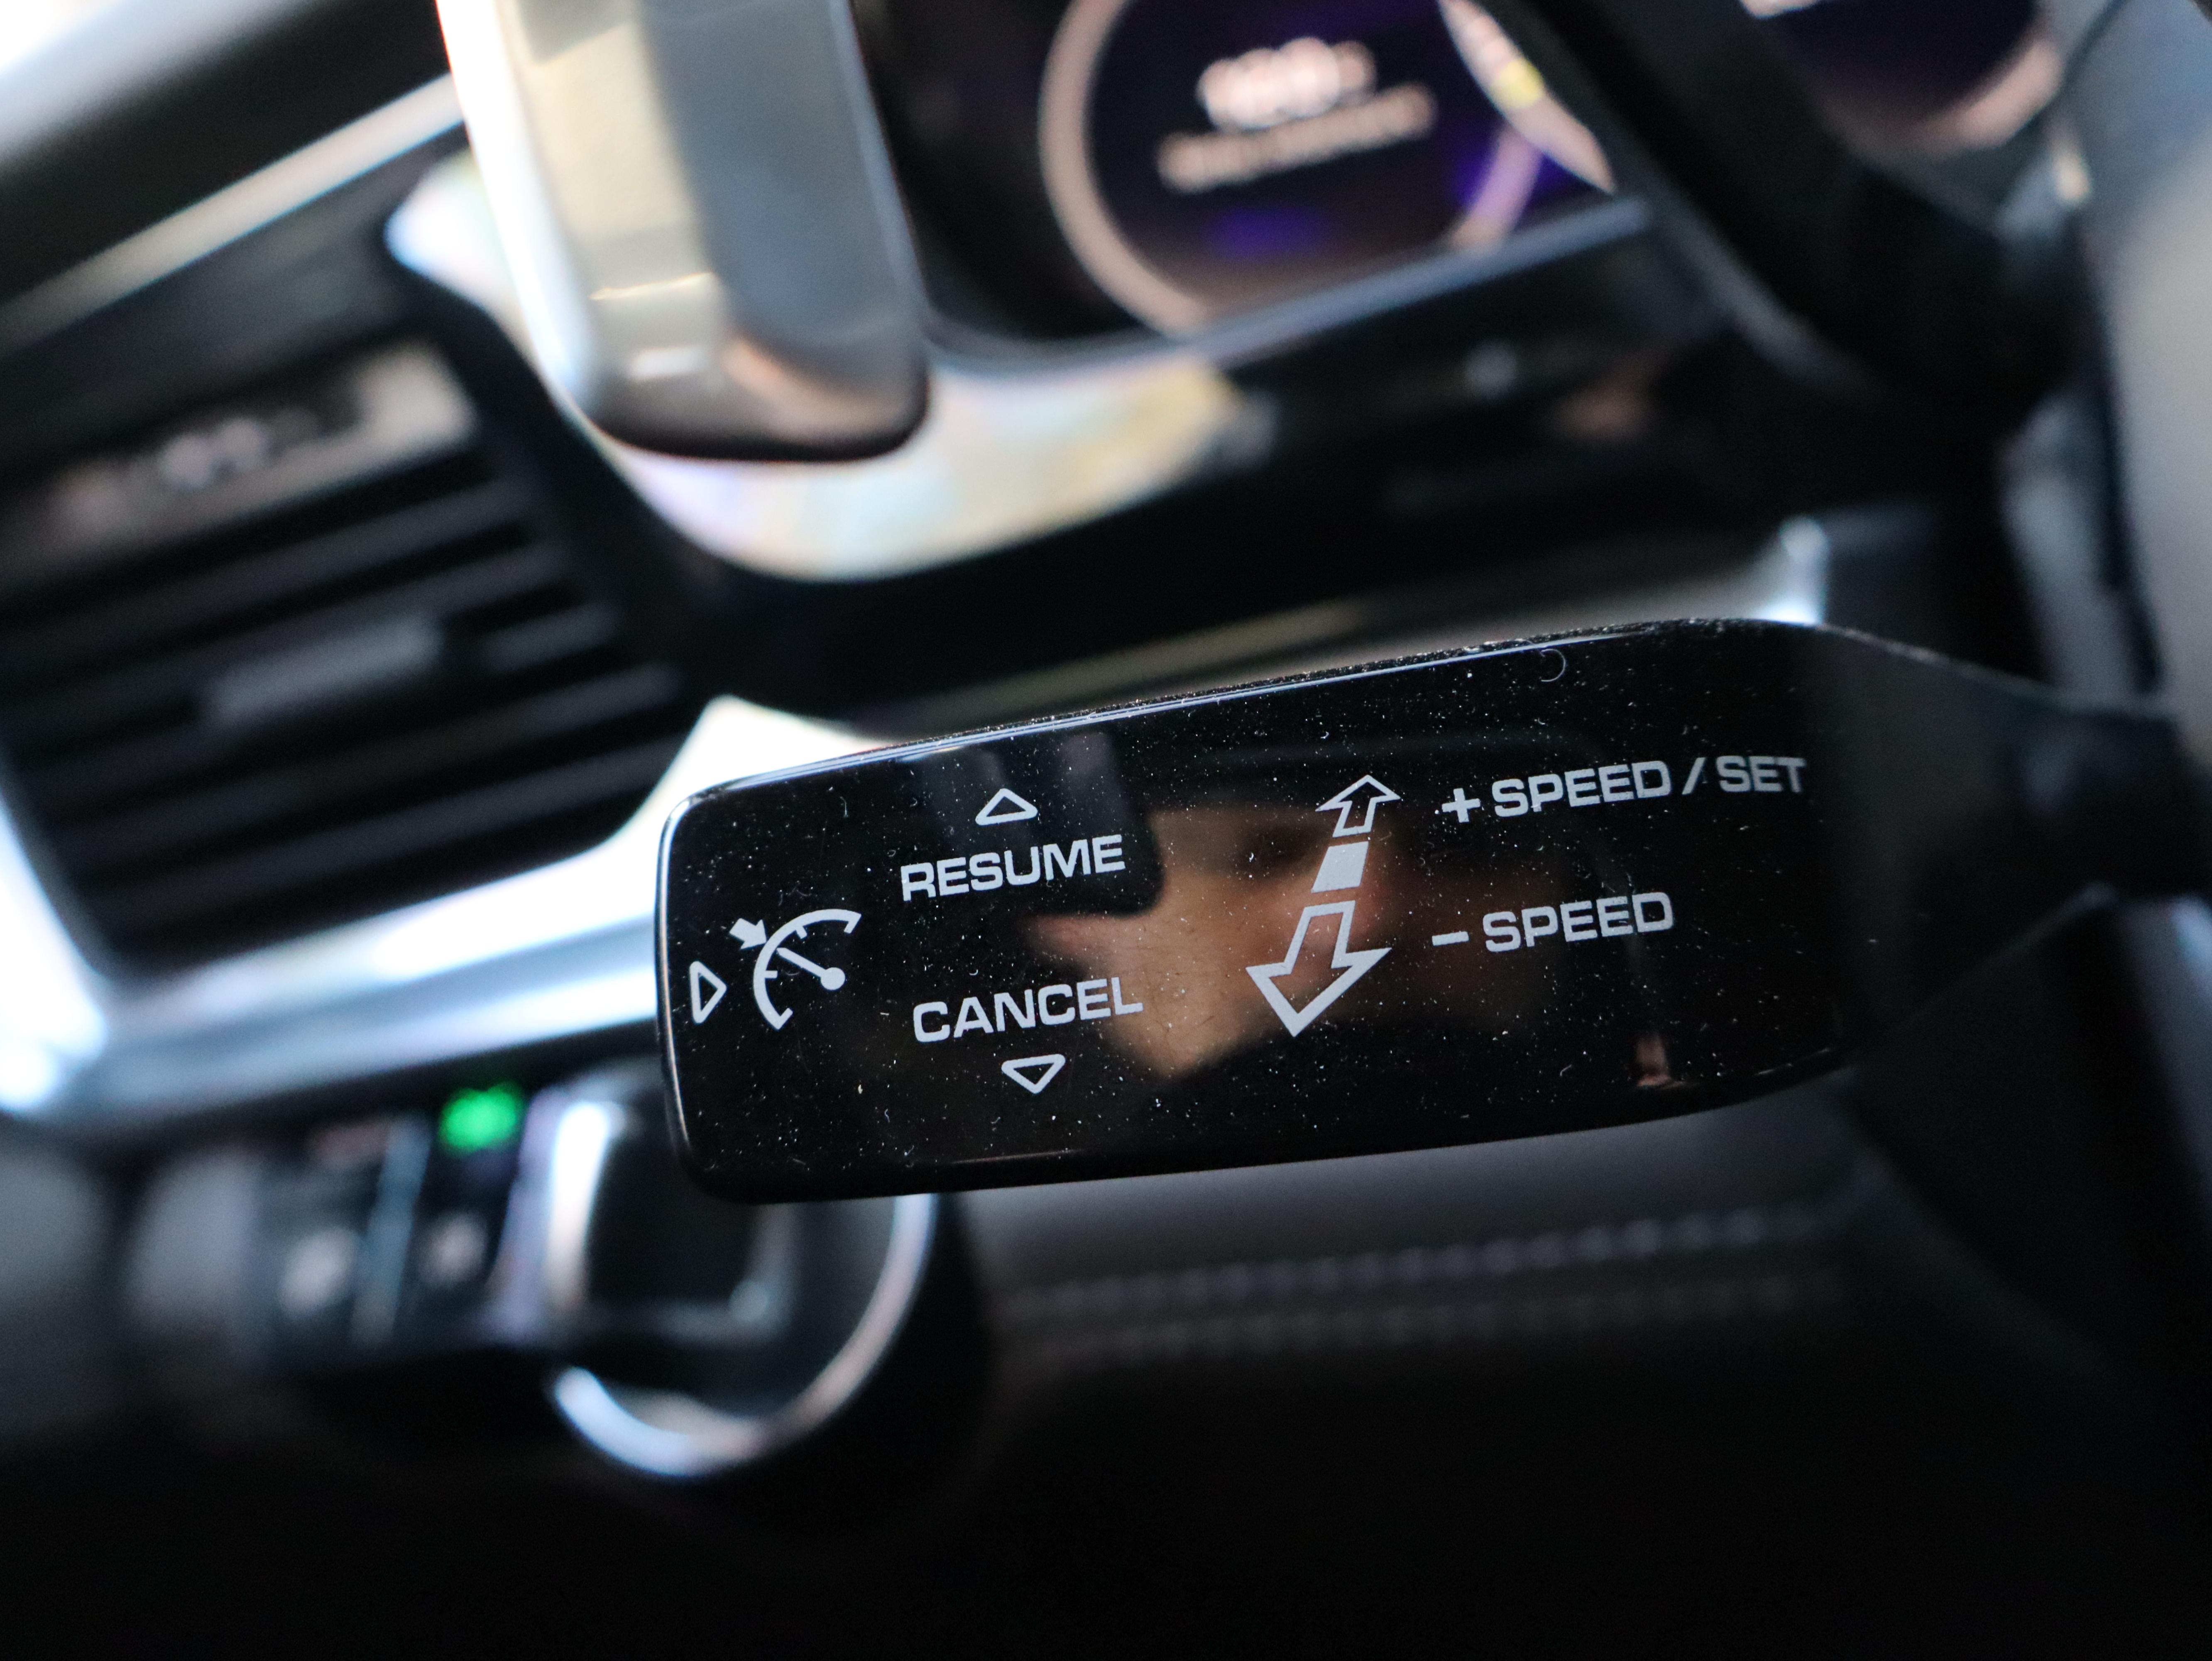 RESUME
CANCEL
+ SPEED / SET
- SPEED